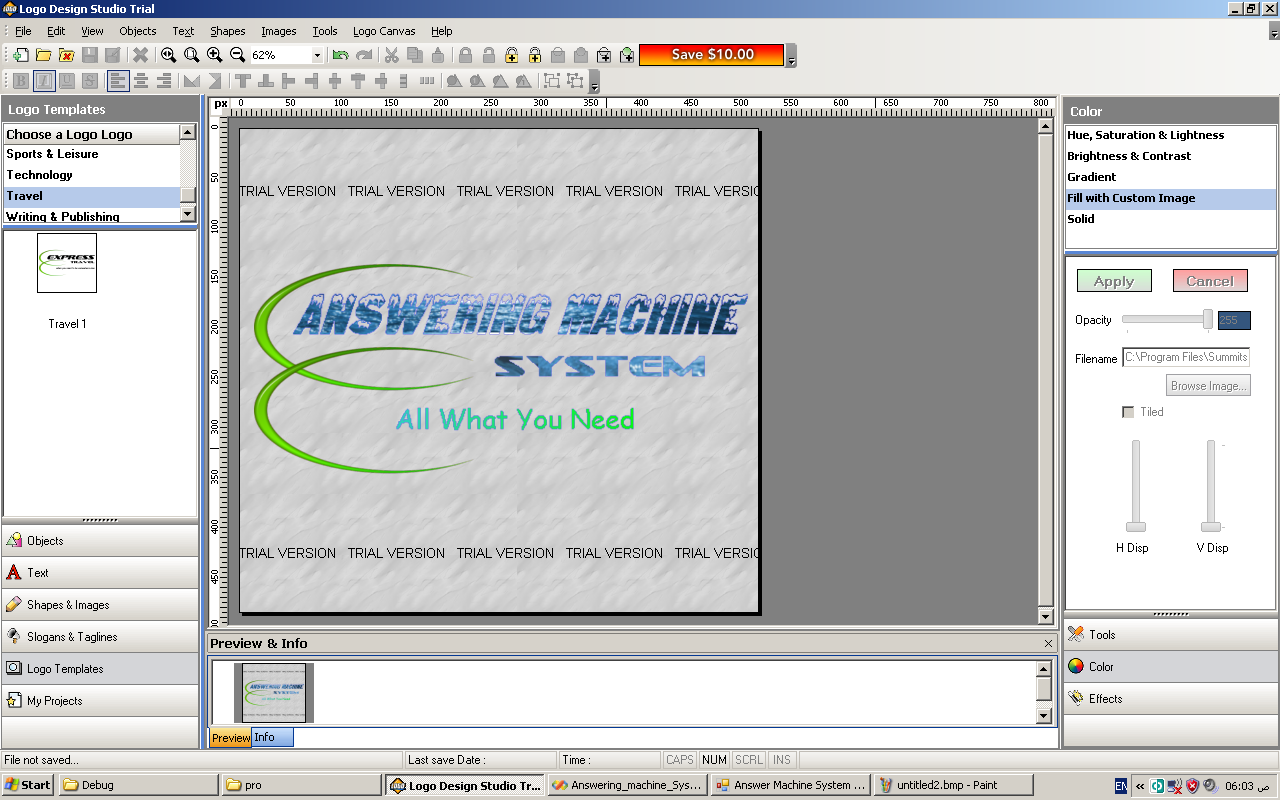 Logo Design Studio Trial
File Edit View Objects Text Shapes Images Tools Logo Canvas Help
62% Save $10.00
B I U S
Logo Templates
Choose a Logo Logo
Sports & Leisure
Technology
Travel
Writing & Publishing
EXPRESS
TRAVEL
Travel 1
Objects
Text
Shapes & Images
Slogans & Taglines
Logo Templates
My Projects
px 0 50 100 150 200 250 300 350 400 450 500 550 600 650 700 750 800
0
50
100
150
200
250
300
350
400
450
TRIAL VERSION TRIAL VERSION TRIAL VERSION TRIAL VERSION TRIAL VERSIO
ANSWERING MACHINE
SYSTEM
All What You Need
TRIAL VERSION TRIAL VERSION TRIAL VERSION TRIAL VERSION TRIAL VERSIO
Preview & Info
ANSWERING MACHINE
SYSTEM
Preview Info
Color
Hue, Saturation & Lightness
Brightness & Contrast
Gradient
Fill with Custom Image
Solid
Apply Cancel
Opacity 255
Filename C:\Program Files\Summits
Browse Image...
Tiled
H Disp V Disp
Tools
Color
Effects
File not saved... Last save Date : Time : CAPS NUM SCRL INS
Start Debug pro Logo Design Studio Tr... Answering_machine_Sys... Answer Machine System ... untitled2.bmp - Paint EN « 06:03 ص